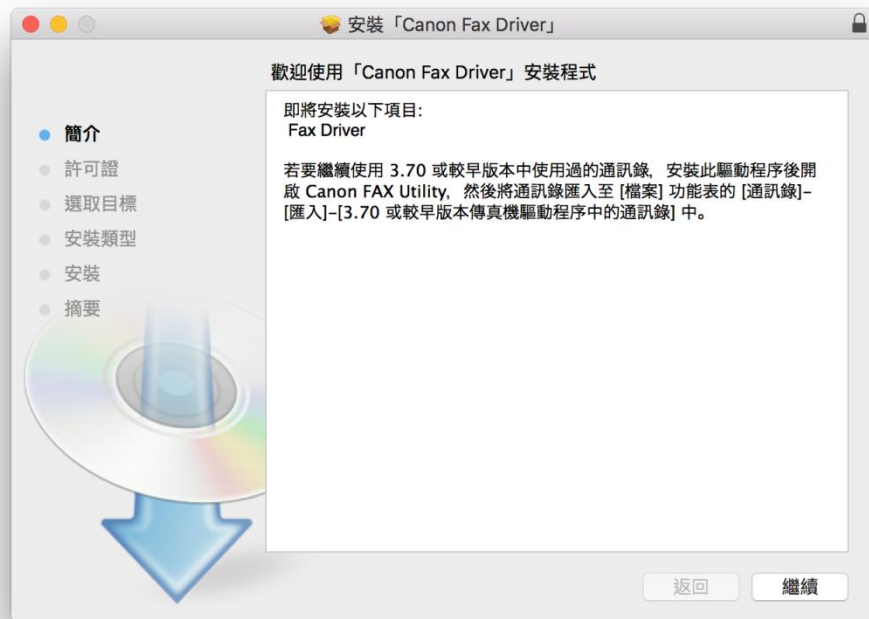 安裝「Canon Fax Driver」
歡迎使用「Canon Fax Driver」安裝程式
簡介
許可證
選取目標
安裝類型
安裝
摘要
即將安裝以下項目:
Fax Driver
若要繼續使用 3.70 或較早版本中使用過的通訊錄，安裝此驅動程序後開
啟 Canon FAX Utility，然後將通訊錄匯入至 [檔案] 功能表的 [通訊錄]–
[匯入]–[3.70 或較早版本傳真機驅動程序中的通訊錄] 中。
返回
繼續